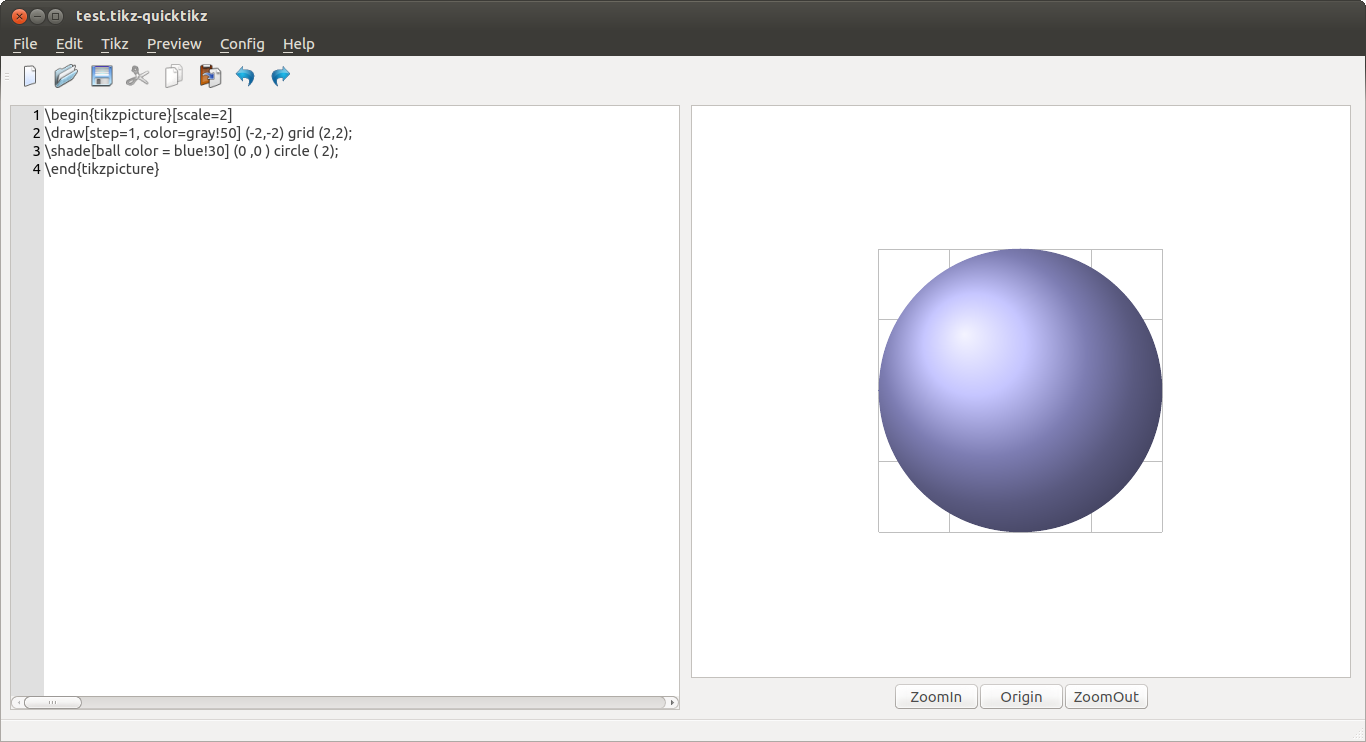 test.tikz-quicktikz
File Edit Tikz Preview Config Help
1 \begin{tikzpicture}[scale=2]
2 \draw[step=1, color=gray!50] (-2,-2) grid (2,2);
3 \shade[ball color = blue!30] (0 ,0 ) circle ( 2);
4 \end{tikzpicture}
ZoomIn Origin ZoomOut